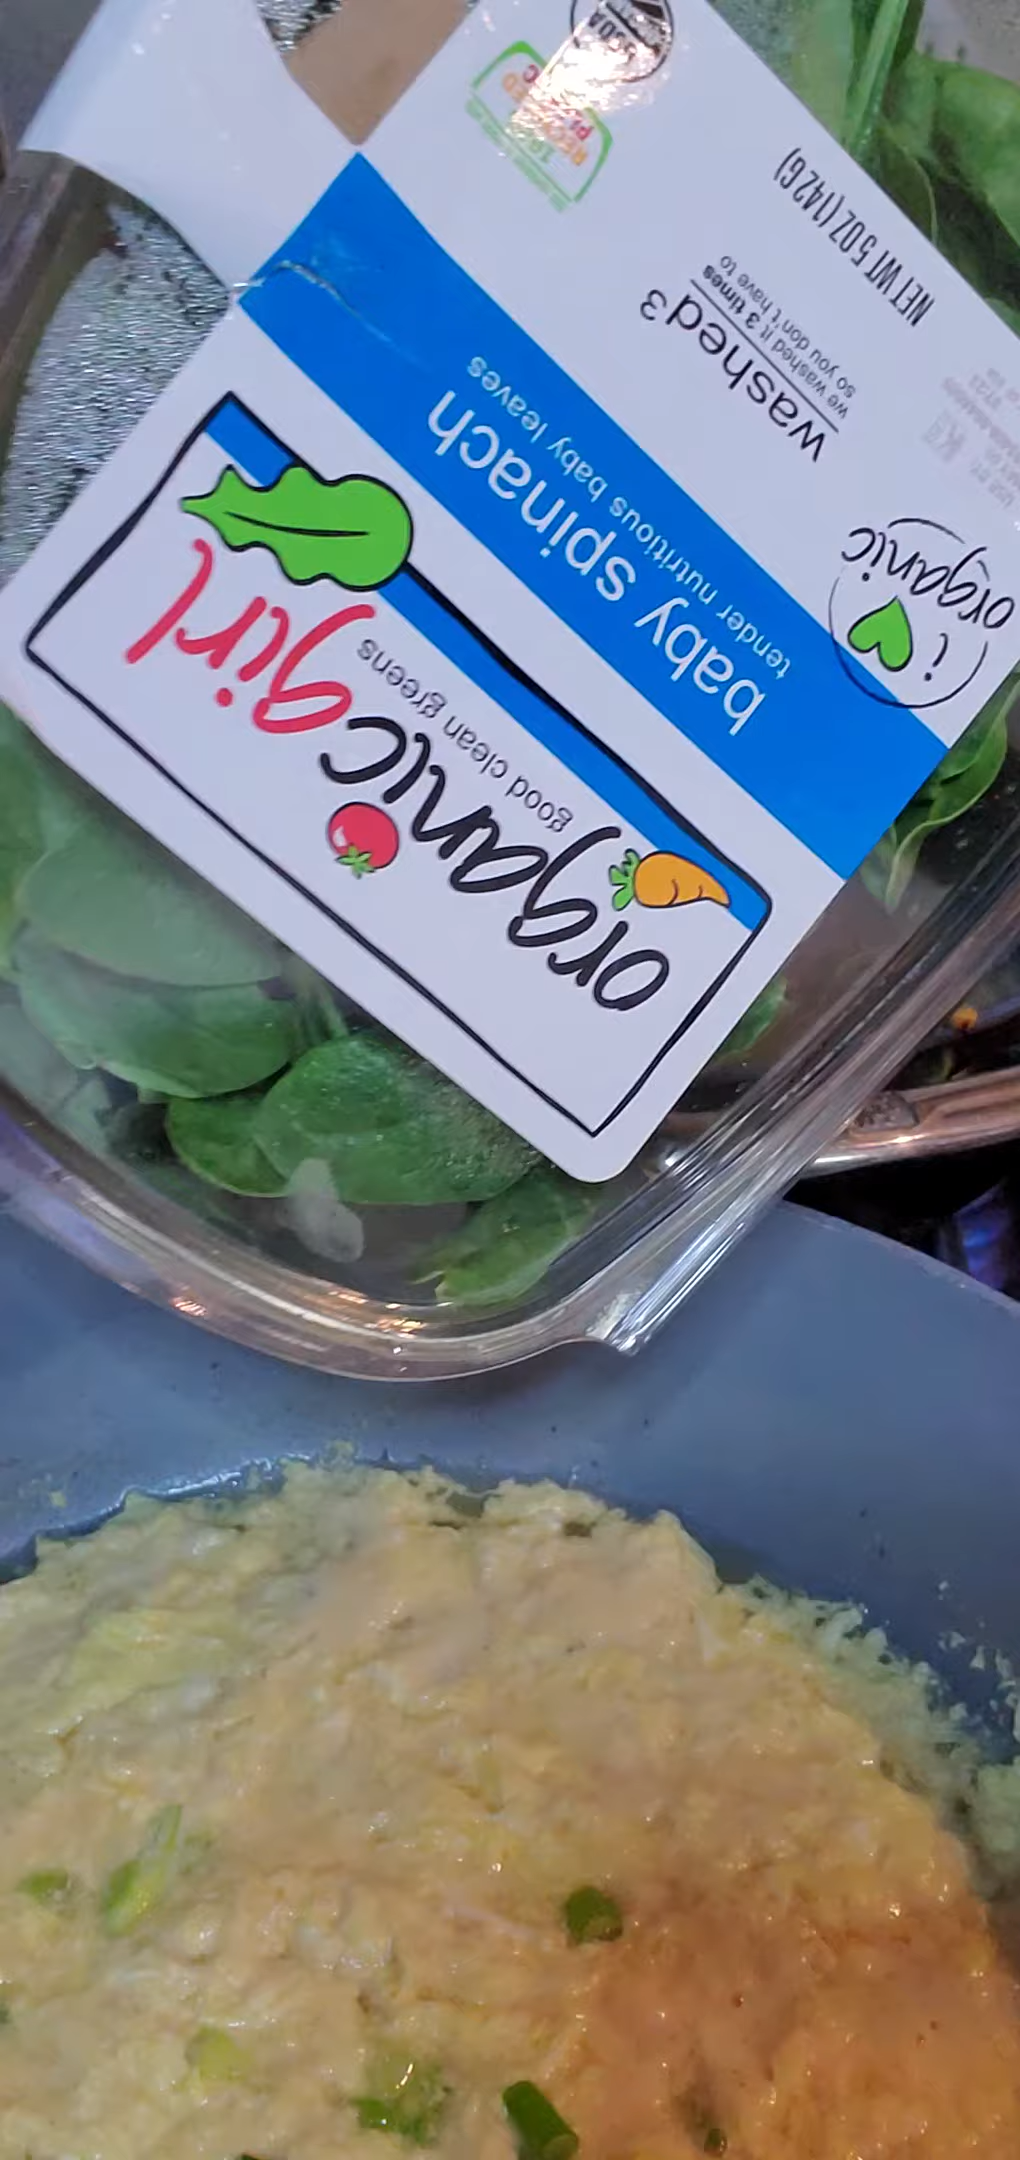 organicgirl
good clean greens
baby spinach
tender nutritious baby leaves
i
organic
washed³
we washed it 3 times
so you don't have to
NET WT 5 OZ (142G)
USDA